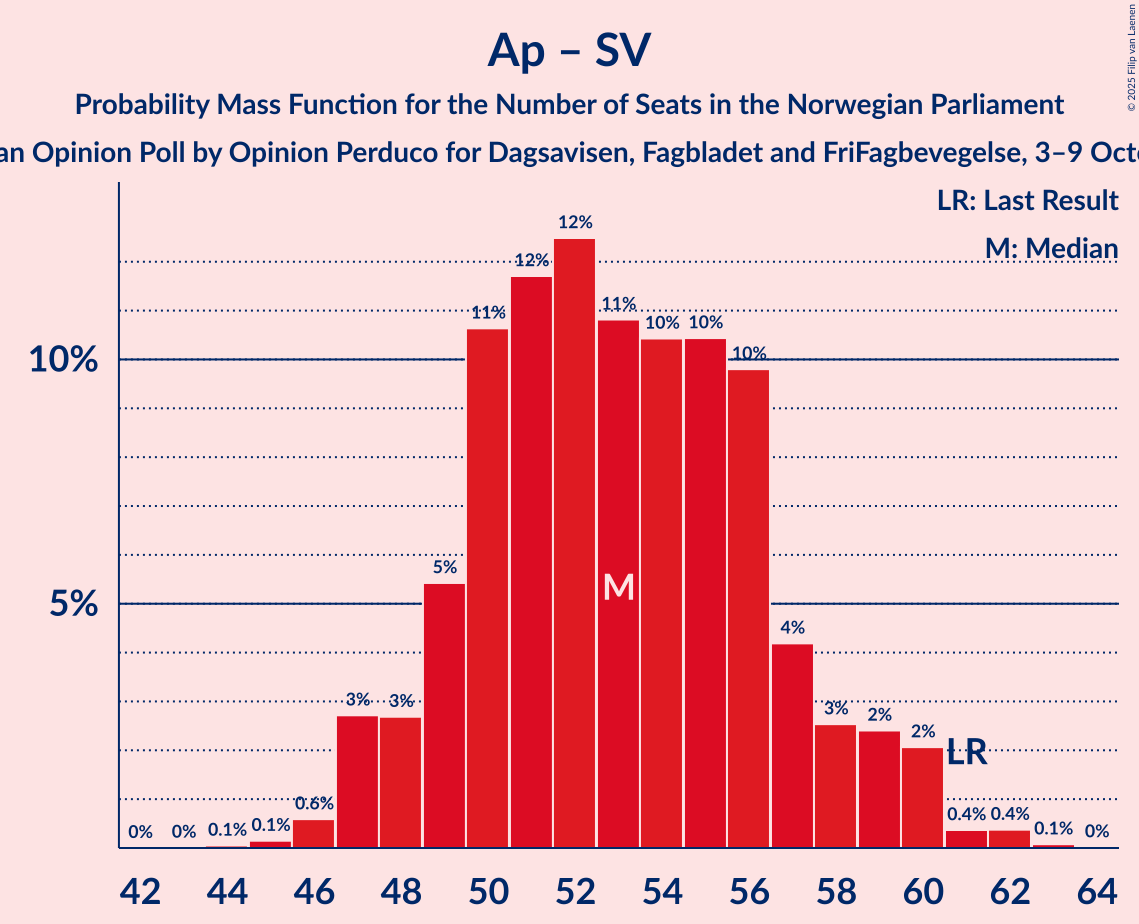 © 2025 Filip van Laenen
Ap – SV
Probability Mass Function for the Number of Seats in the Norwegian Parliament
an Opinion Poll by Opinion Perduco for Dagsavisen, Fagbladet and FriFagbevegelse, 3–9 Octo
LR: Last Result
M: Median
10%
5%
0% 0% 0.1% 0.1% 0.6% 3% 3% 5% 11% 12% 12% 11% 10% 10% 10% 4% 3% 2% 2% 0.4% 0.4% 0.1% 0%
M
LR
42 44 46 48 50 52 54 56 58 60 62 64